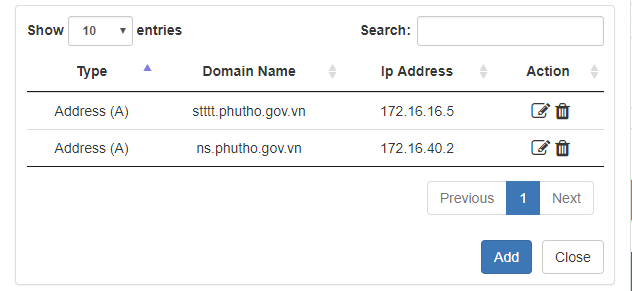 Show 10 entries Search:
Type Domain Name Ip Address Action
Address (A) stttt.phutho.gov.vn 172.16.16.5
Address (A) ns.phutho.gov.vn 172.16.40.2
Previous 1 Next
Add Close